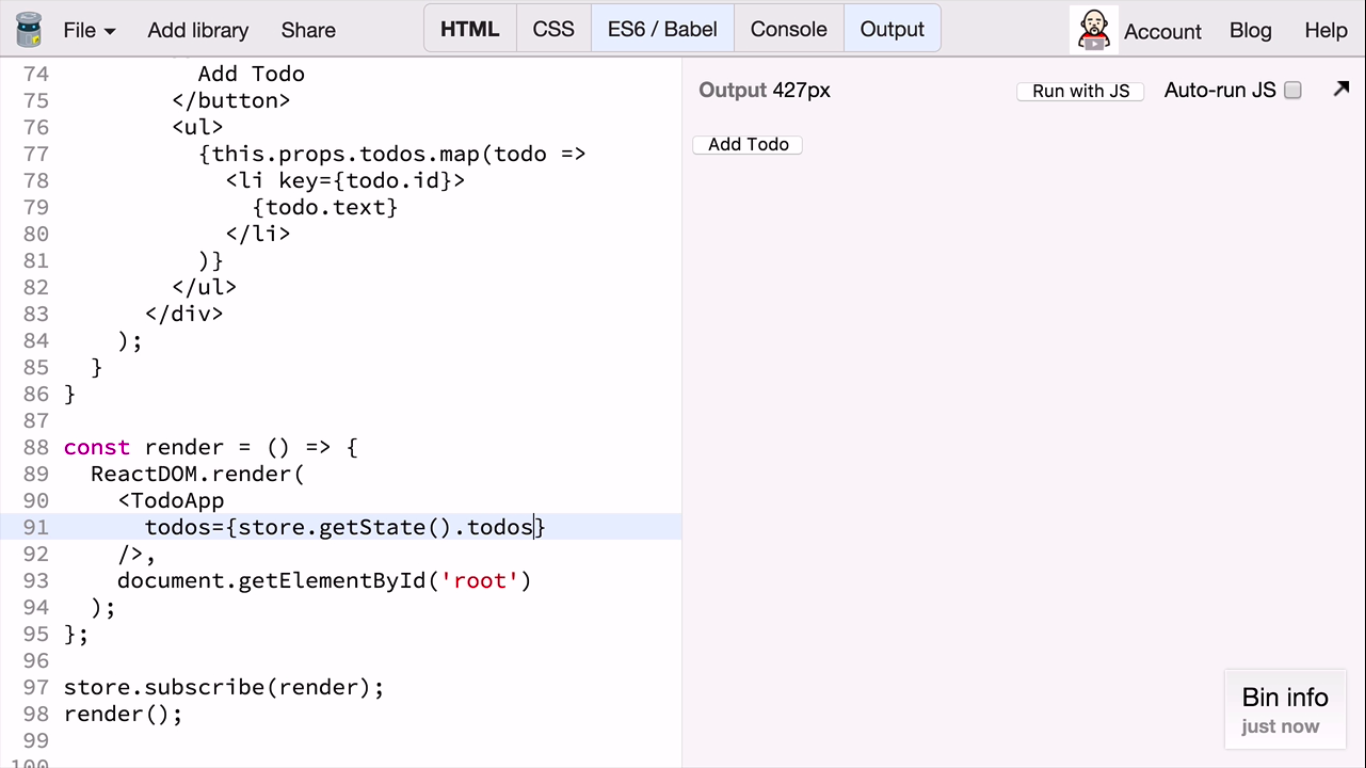 File Add library Share HTML CSS ES6 / Babel Console Output Account Blog Help
74 Add Todo
75 </button>
76 <ul>
77 {this.props.todos.map(todo =>
78 <li key={todo.id}>
79 {todo.text}
80 </li>
81 )}
82 </ul>
83 </div>
84 );
85 }
86 }
87
88 const render = () => {
89 ReactDOM.render(
90 <TodoApp
91 todos={store.getState().todos}
92 />,
93 document.getElementById('root')
94 );
95 };
96
97 store.subscribe(render);
98 render();
99
100
Output 427px Run with JS Auto-run JS
Add Todo
Bin info
just now